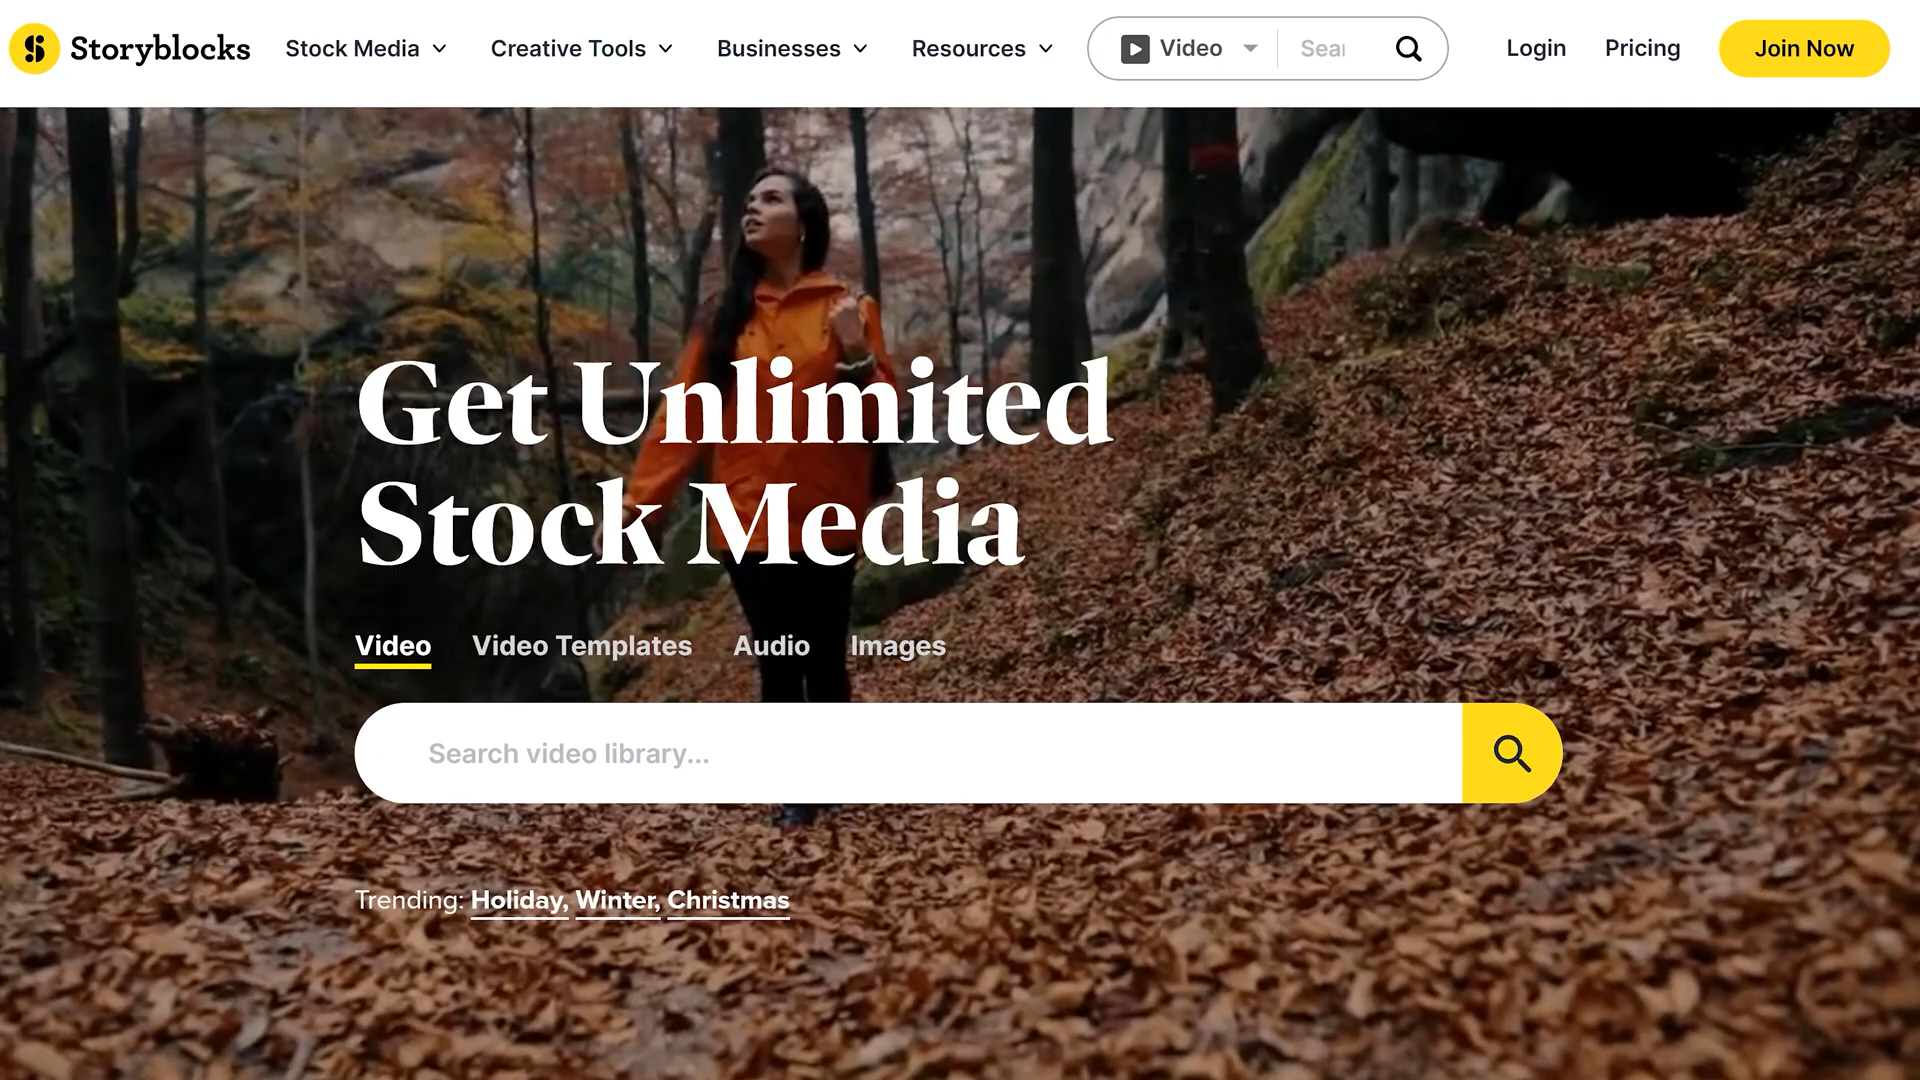 Storyblocks Stock Media Creative Tools Businesses Resources Video Sear Login Pricing Join Now
Get Unlimited
Stock Media
Video Video Templates Audio Images
Search video library...
Trending: Holiday, Winter, Christmas